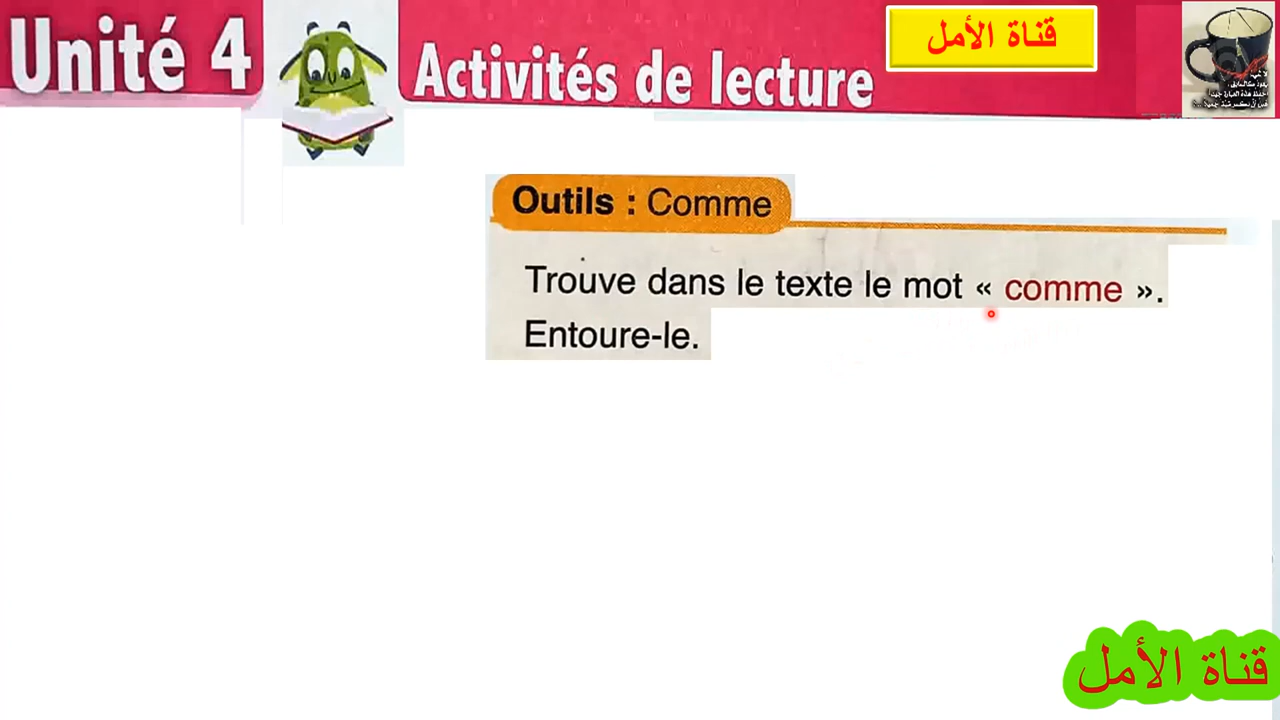 Unité 4
Activités de lecture
قناة الأمل
Outils : Comme
Trouve dans le texte le mot « comme ».
Entoure-le.
قناة الأمل